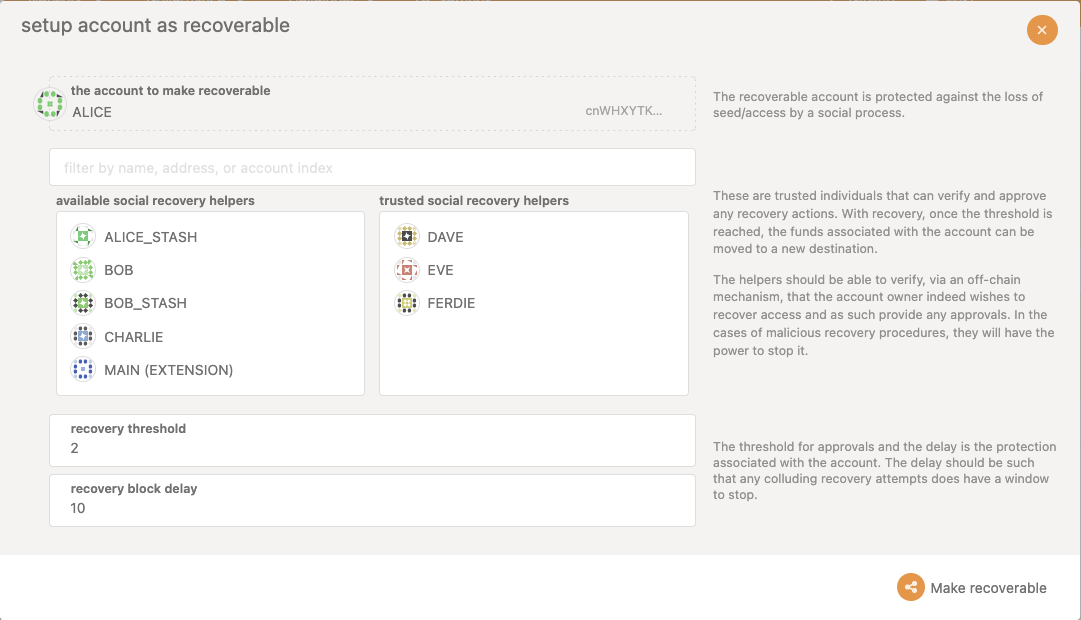 setup account as recoverable
the account to make recoverable
ALICE
cnWHXYTK...
The recoverable account is protected against the loss of
seed/access by a social process.
filter by name, address, or account index
available social recovery helpers
ALICE_STASH
BOB
BOB_STASH
CHARLIE
MAIN (EXTENSION)
trusted social recovery helpers
DAVE
EVE
FERDIE
These are trusted individuals that can verify and approve
any recovery actions. With recovery, once the threshold is
reached, the funds associated with the account can be
moved to a new destination.
The helpers should be able to verify, via an off-chain
mechanism, that the account owner indeed wishes to
recover access and as such provide any approvals. In the
cases of malicious recovery procedures, they will have the
power to stop it.
recovery threshold
2
recovery block delay
10
The threshold for approvals and the delay is the protection
associated with the account. The delay should be such
that any colluding recovery attempts does have a window
to stop.
Make recoverable